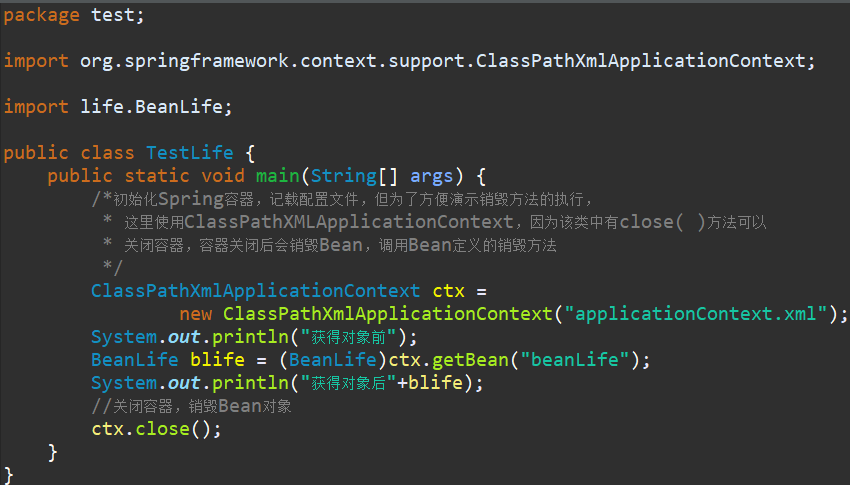 package test;
import org.springframework.context.support.ClassPathXmlApplicationContext;
import life.BeanLife;
public class TestLife {
public static void main(String[] args) {
/*初始化Spring容器，记载配置文件，但为了方便演示销毁方法的执行，
* 这里使用ClassPathXMLApplicationContext，因为该类中有close( )方法可以
* 关闭容器，容器关闭后会销毁Bean，调用Bean定义的销毁方法
*/
ClassPathXmlApplicationContext ctx =
new ClassPathXmlApplicationContext("applicationContext.xml");
System.out.println("获得对象前");
BeanLife blife = (BeanLife)ctx.getBean("beanLife");
System.out.println("获得对象后"+blife);
//关闭容器，销毁Bean对象
ctx.close();
}
}